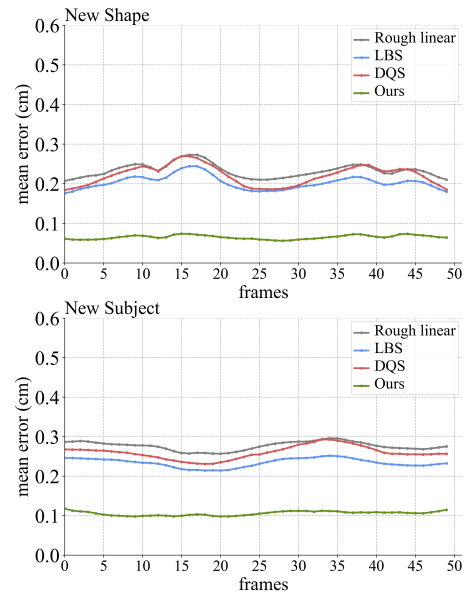 New Shape
0.6
0.5
0.4
0.3
0.2
0.1
0.0
mean error (cm)
Rough linear
LBS
DQS
Ours
0 5 10 15 20 25 30 35 40 45 50
frames
New Subject
0.6
0.5
0.4
0.3
0.2
0.1
0.0
mean error (cm)
Rough linear
LBS
DQS
Ours
0 5 10 15 20 25 30 35 40 45 50
frames